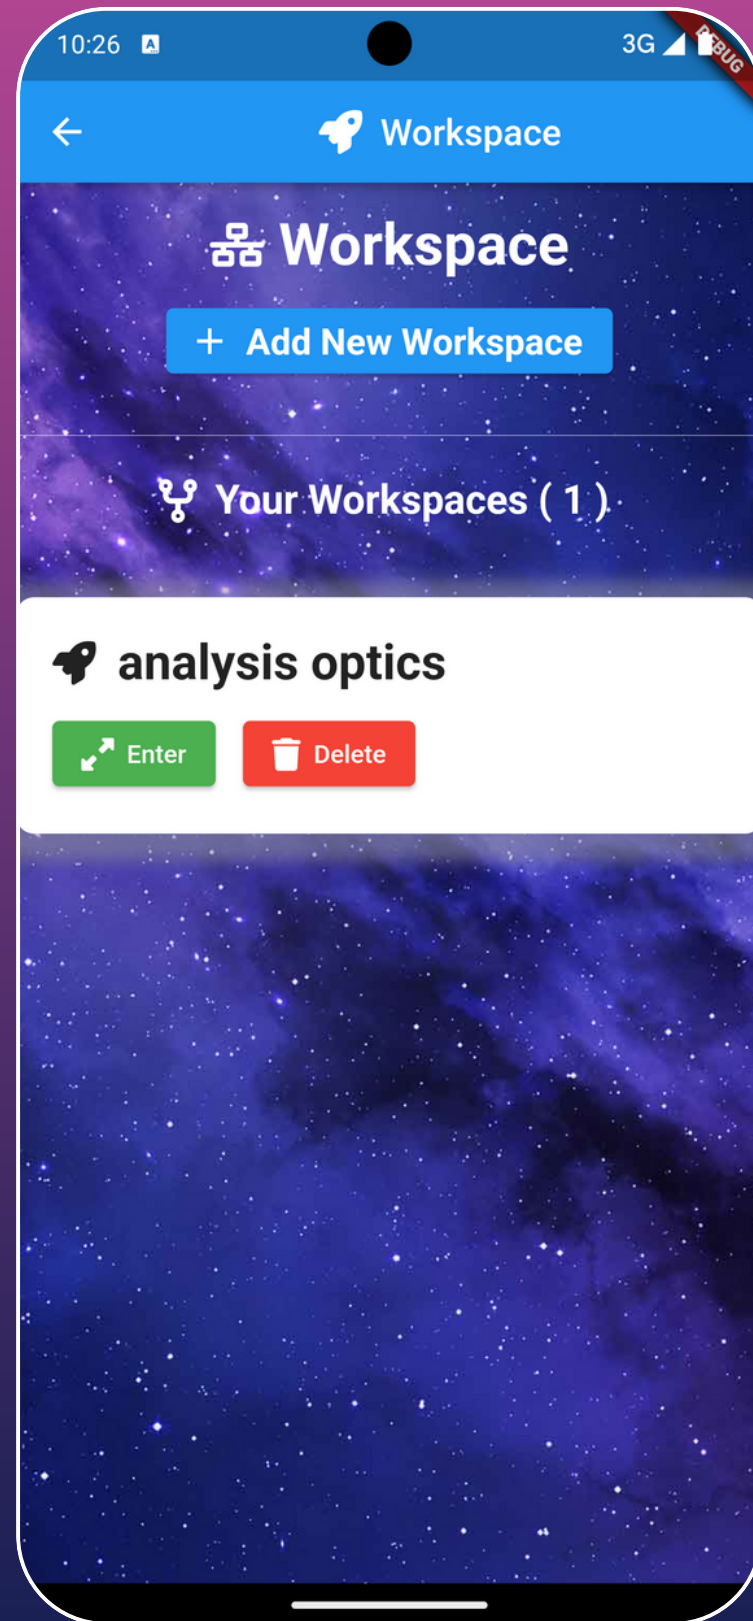 10:26
3G
DEBUG
Workspace
Workspace
+ Add New Workspace
Your Workspaces ( 1 )
analysis optics
Enter
Delete